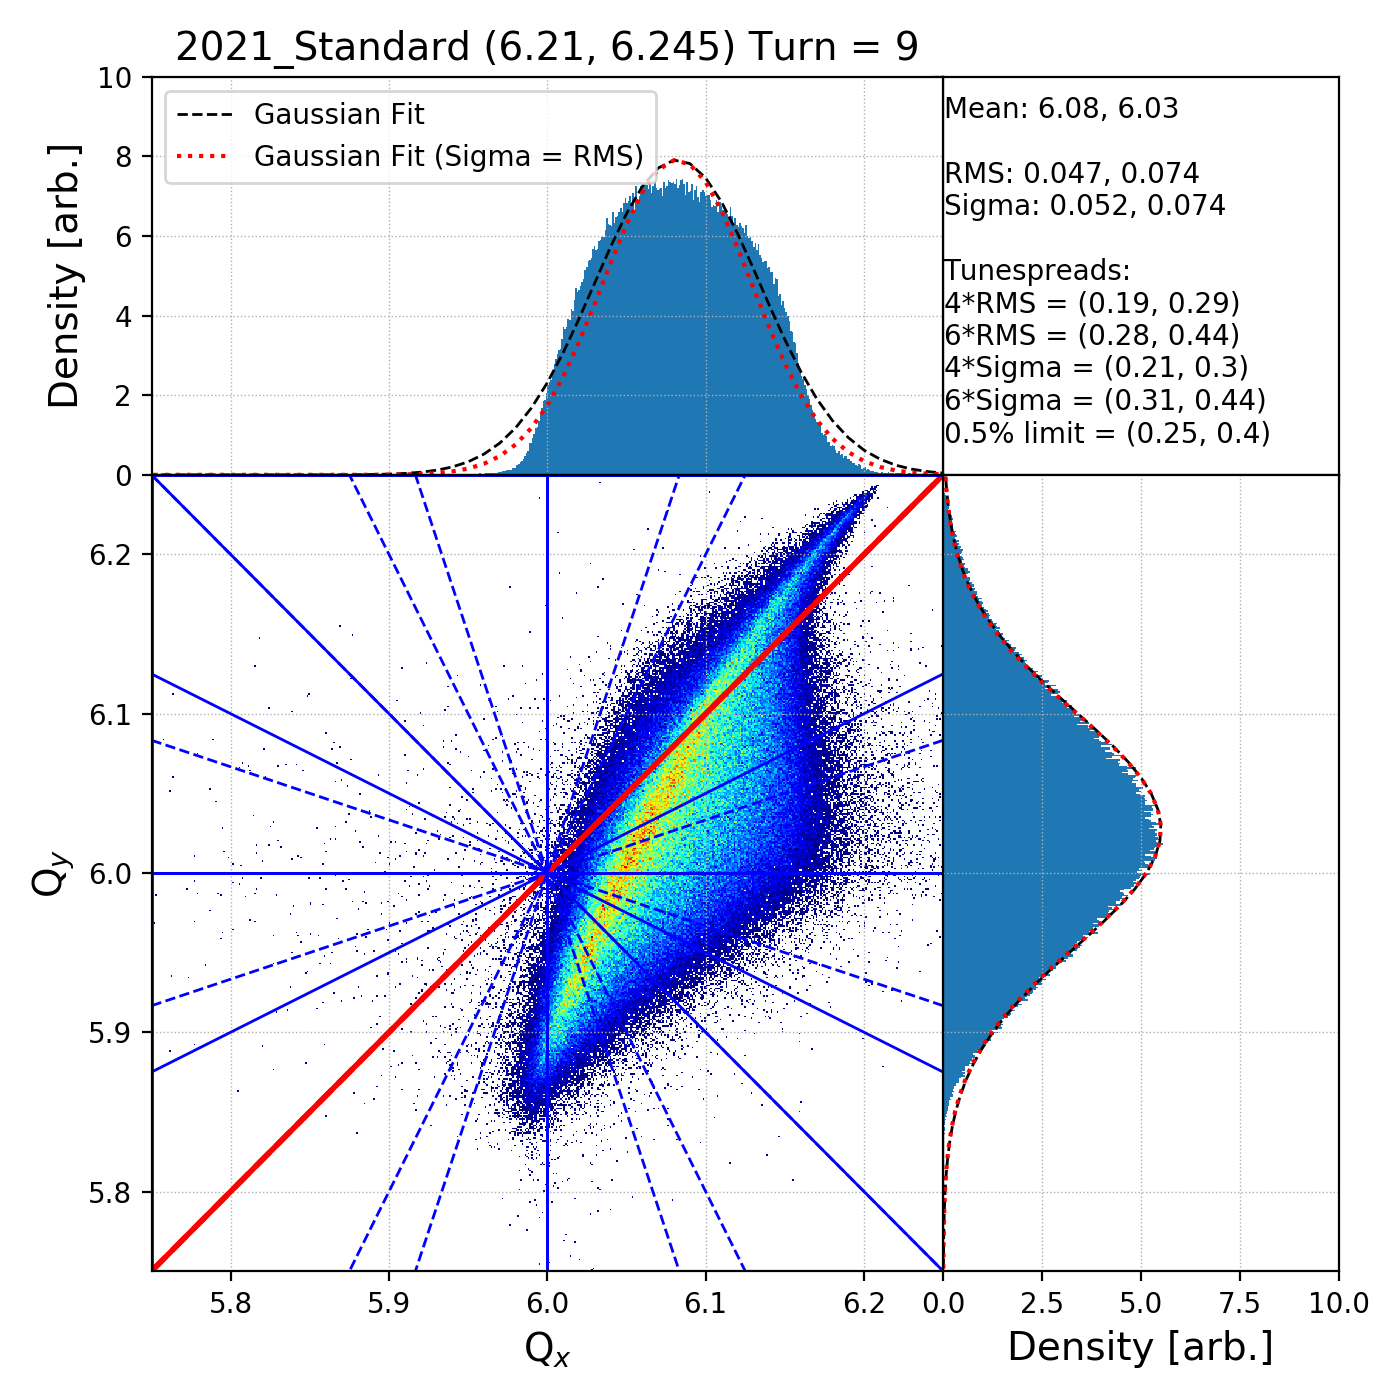 2021_Standard (6.21, 6.245) Turn = 9
Density [arb.]
10
8
6
4
2
0
Gaussian Fit
Gaussian Fit (Sigma = RMS)
Mean: 6.08, 6.03
RMS: 0.047, 0.074
Sigma: 0.052, 0.074
Tunespreads:
4*RMS = (0.19, 0.29)
6*RMS = (0.28, 0.44)
4*Sigma = (0.21, 0.3)
6*Sigma = (0.31, 0.44)
0.5% limit = (0.25, 0.4)
Qy
6.2
6.1
6.0
5.9
5.8
5.8 5.9 6.0 6.1 6.2
Qx
0.0 2.5 5.0 7.5 10.0
Density [arb.]